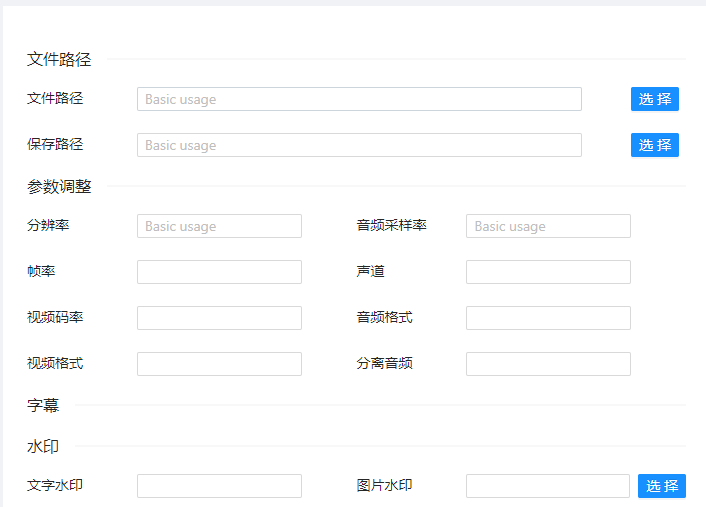 文件路径
文件路径 Basic usage 选 择
保存路径 Basic usage 选 择
参数调整
分辨率 Basic usage 音频采样率 Basic usage
帧率 声道
视频码率 音频格式
视频格式 分离音频
字幕
水印
文字水印 图片水印 选 择